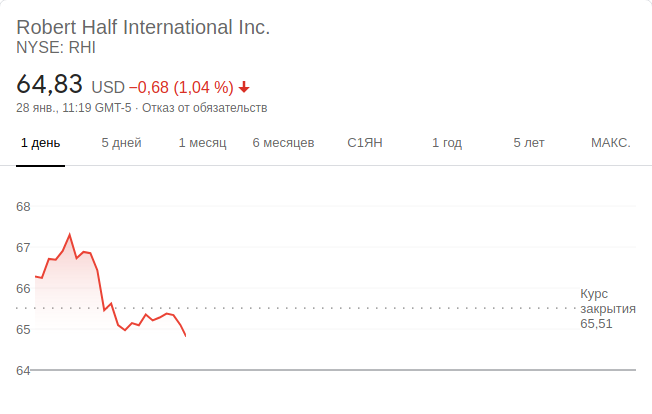 Robert Half International Inc.
NYSE: RHI
64,83 USD −0,68 (1,04 %)
28 янв., 11:19 GMT-5 · Отказ от обязательств
1 день 5 дней 1 месяц 6 месяцев С1ЯН 1 год 5 лет МАКС.
68
67
66
65
64
Курс
закрытия
65,51